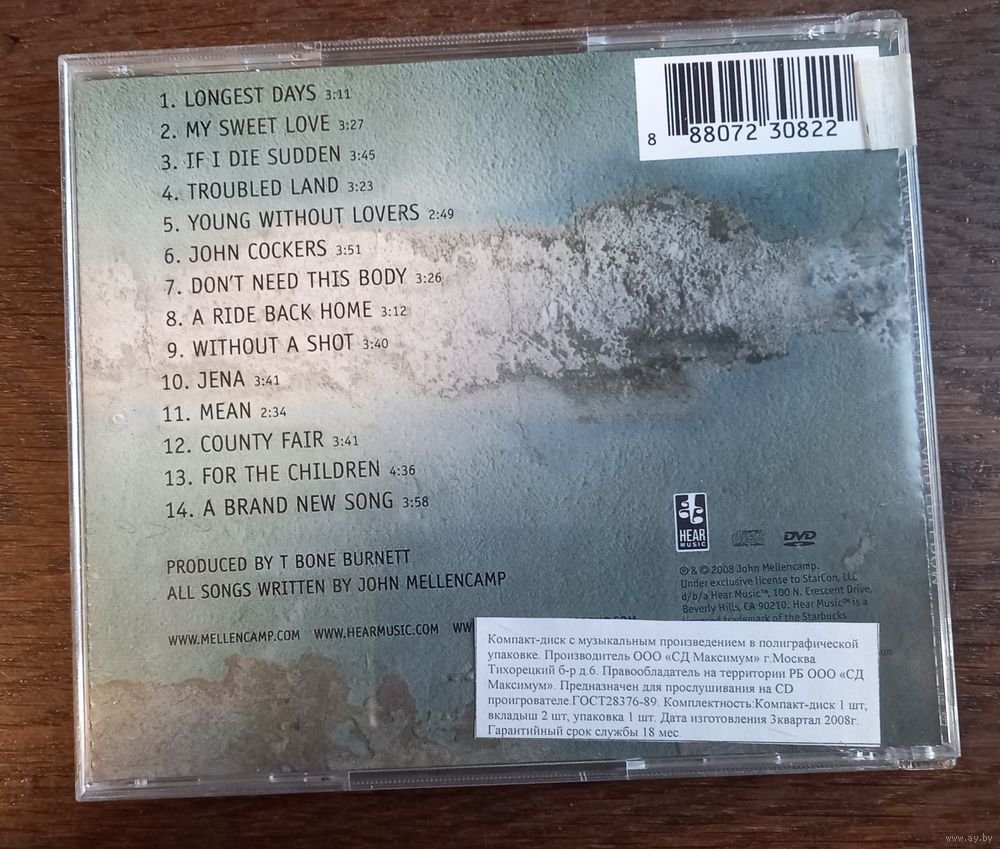 1. LONGEST DAYS 3:11
2. MY SWEET LOVE 3:27
3. IF I DIE SUDDEN 3:45
4. TROUBLED LAND 3:23
5. YOUNG WITHOUT LOVERS 2:49
6. JOHN COCKERS 3:51
7. DON'T NEED THIS BODY 3:26
8. A RIDE BACK HOME 3:12
9. WITHOUT A SHOT 3:40
10. JENA 3:41
11. MEAN 2:34
12. COUNTY FAIR 3:41
13. FOR THE CHILDREN 4:36
14. A BRAND NEW SONG 3:58
8 88072 30822
PRODUCED BY T BONE BURNETT
ALL SONGS WRITTEN BY JOHN MELLENCAMP
HEAR
MUSIC
DVD
℗ & © 2008 John Mellencamp.
Under exclusive license to StarCon, LLC
d/b/a Hear Music™, 100 N. Crescent Drive,
Beverly Hills, CA 90210. Hear Music™ is a
licensed trademark of the Starbucks
WWW.MELLENCAMP.COM WWW.HEARMUSIC.COM
Компакт-диск с музыкальным произведением в полиграфической
упаковке. Производитель ООО «СД Максимум» г.Москва
Тихорецкий б-р д.6. Правообладатель на территории РБ ООО «СД
Максимум». Предназначен для прослушивания на CD
проигрователе.ГОСТ28376-89. Комплектность:Компакт-диск 1 шт,
вкладыш 2 шт, упаковка 1 шт. Дата изготовления 3квартал 2008г.
Гарантийный срок службы 18 мес.
www.ay.by